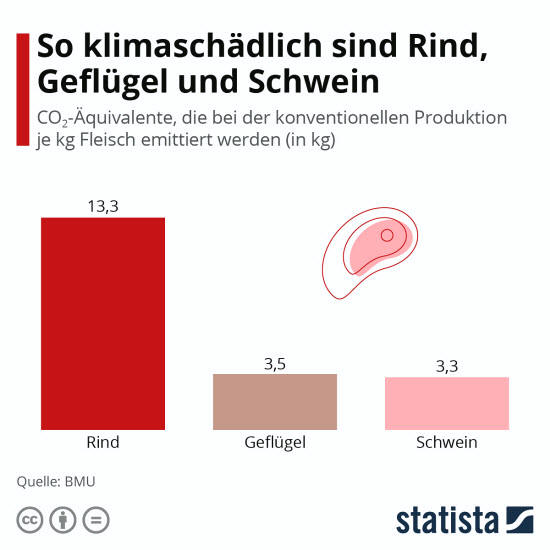 So klimaschädlich sind Rind,
Geflügel und Schwein
CO₂-Äquivalente, die bei der konventionellen Produktion
je kg Fleisch emittiert werden (in kg)
13,3
3,5
3,3
Rind
Geflügel
Schwein
Quelle: BMU
cc
statista